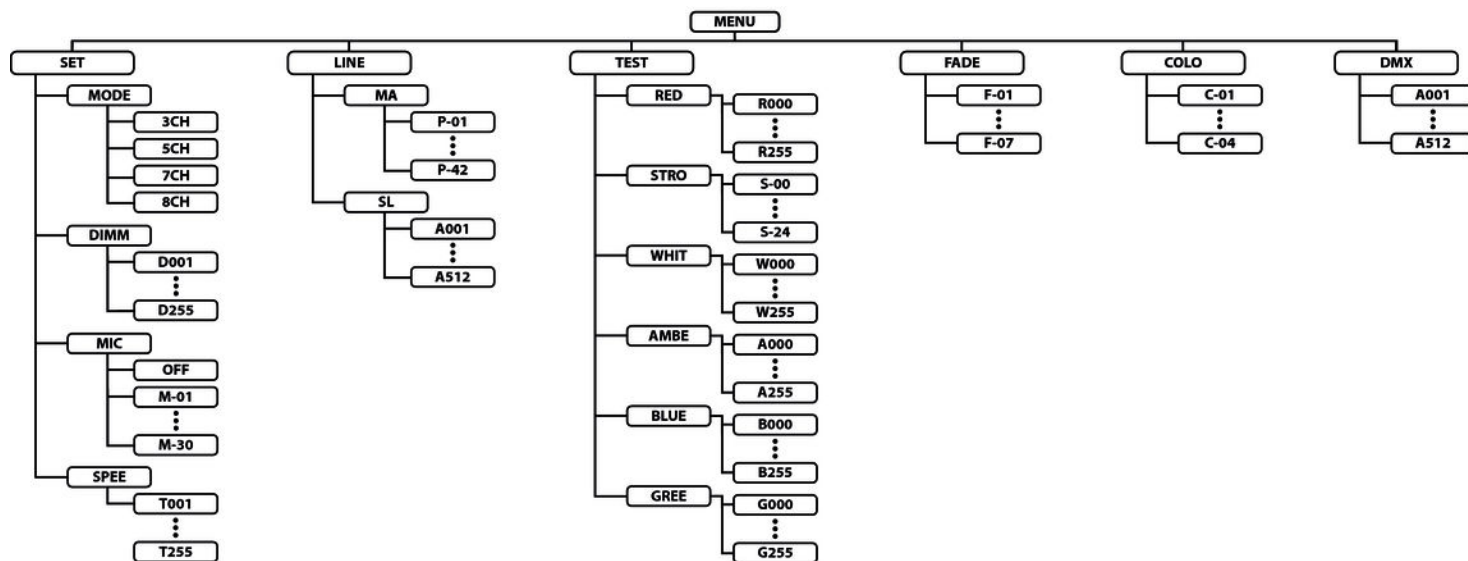 MENU
SET
MODE
3CH
5CH
7CH
8CH
DIMM
D001
D255
MIC
OFF
M-01
M-30
SPEE
T001
T255
LINE
MA
P-01
P-42
SL
A001
A512
TEST
RED
R000
R255
STRO
S-00
S-24
WHIT
W000
W255
AMBE
A000
A255
BLUE
B000
B255
GREE
G000
G255
FADE
F-01
F-07
COLO
C-01
C-04
DMX
A001
A512